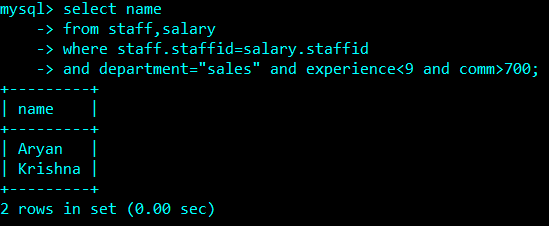 mysql> select name
    -> from staff,salary
    -> where staff.staffid=salary.staffid
    -> and department="sales" and experience<9 and comm>700;
+---------+
| name    |
+---------+
| Aryan   |
| Krishna |
+---------+
2 rows in set (0.00 sec)